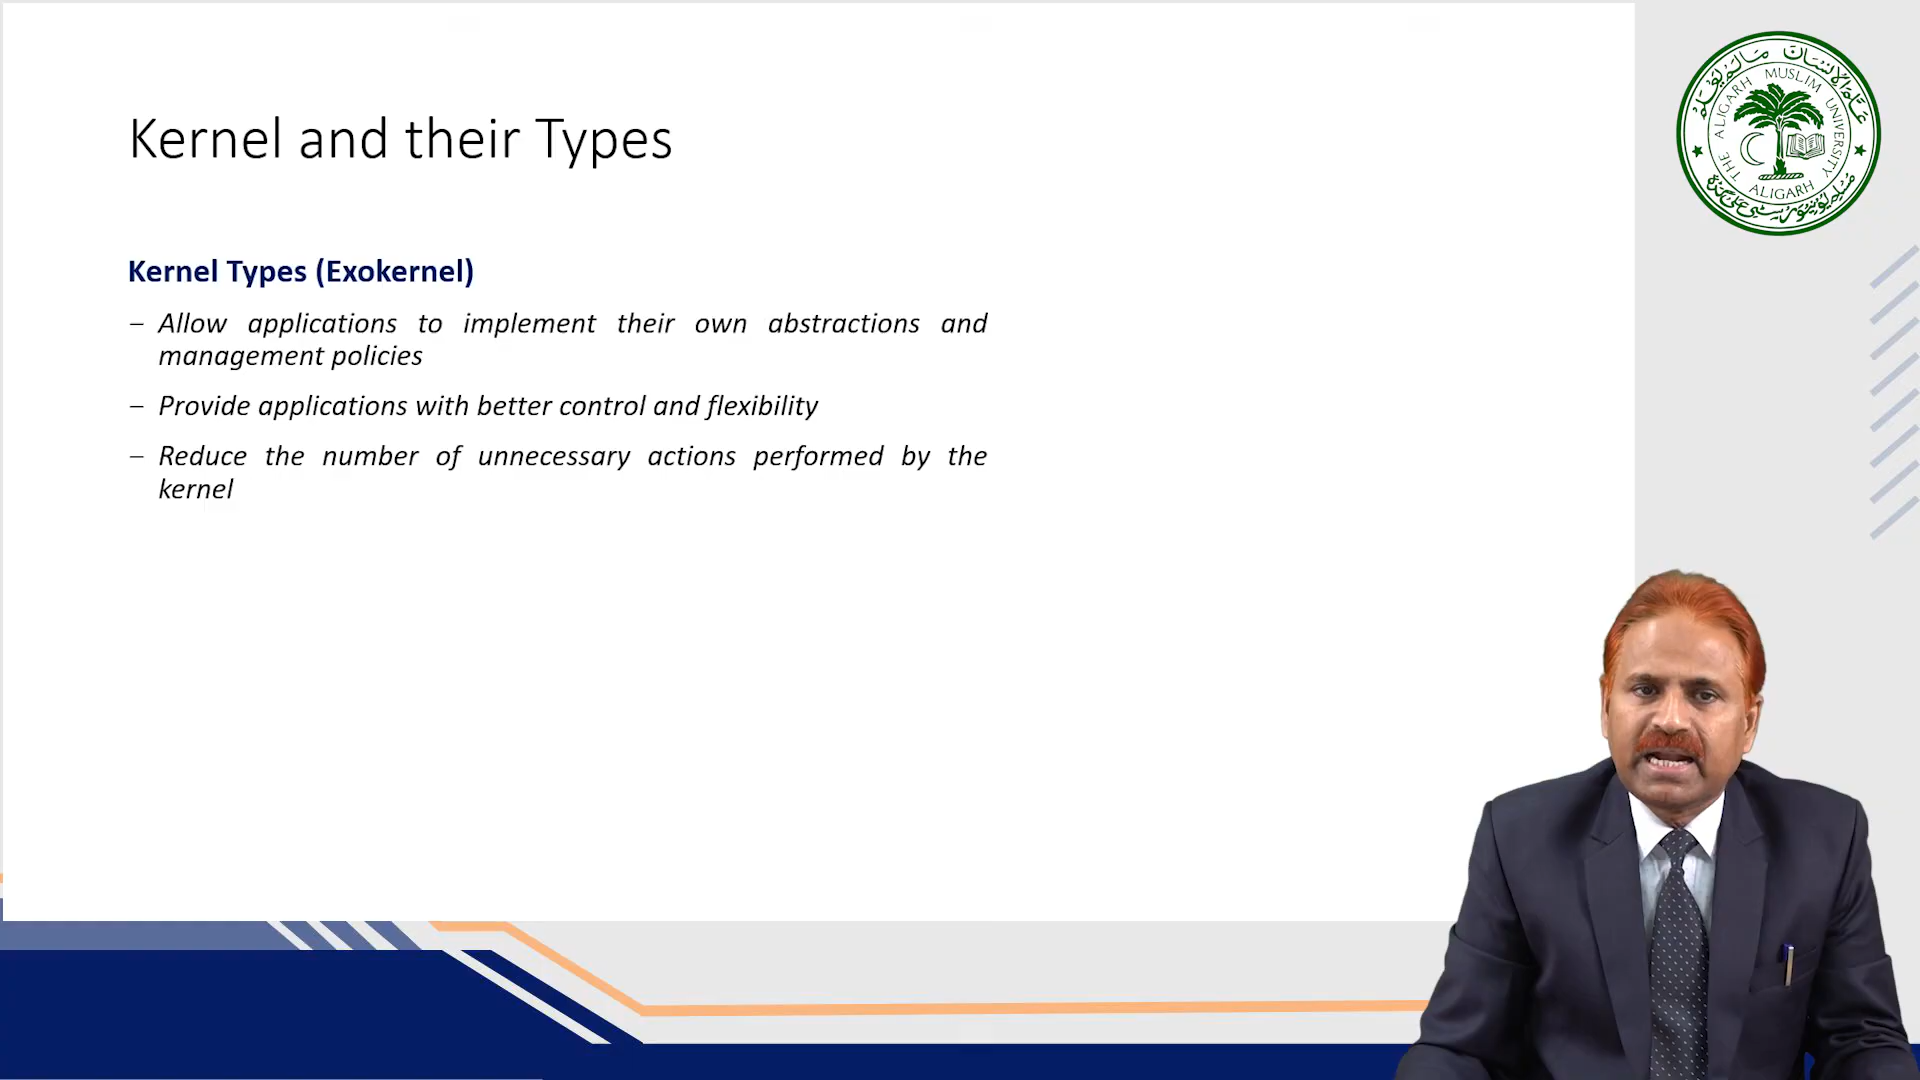 Kernel and their Types
Kernel Types (Exokernel)
– Allow applications to implement their own abstractions and
management policies
– Provide applications with better control and flexibility
– Reduce the number of unnecessary actions performed by the
kernel
THE ALIGARH MUSLIM UNIVERSITY
ALIGARH